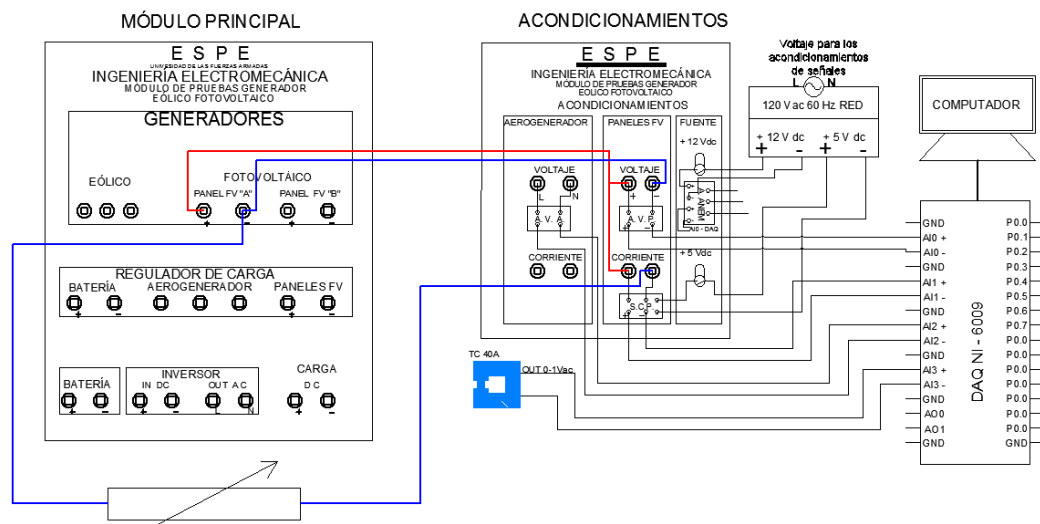 MÓDULO PRINCIPAL
E S P E
UNIVESIDAD DE LAS FUERZAS ARMADAS
INGENIERÍA ELECTROMECÁNICA
MÓDULO DE PRUEBAS GENERADOR
EÓLICO FOTOVOLTAICO
GENERADORES
EÓLICO
FOTOVOLTÁICO
PANEL FV "A"
PANEL FV "B"
+ - + -
REGULADOR DE CARGA
BATERÍA
AEROGENERADOR
PANELES FV
+ - + -
BATERÍA
+ -
INVERSOR
IN DC
OUT AC
+ - L N
CARGA
DC
+ -
ACONDICIONAMIENTOS
E S P E
INGENIERÍA ELECTROMECÁNICA
MÓDULO DE PRUEBAS GENERADOR
EÓLICO FOTOVOLTAICO
ACONDICIONAMIENTOS
AEROGENERADOR
VOLTAJE
L N
A. V. A.
CORRIENTE
PANELES FV
VOLTAJE
+ -
A. V. P.
+ -
CORRIENTE
S.C.P.
+ -
FUENTE
+ 12 Vdc
A. ANEM
AI0 - DAQ
+ 5 Vdc
TC 40A
OUT 0-1Vac
Voltaje para los
acondicionamientos
de señales
L N
120 Vac 60 Hz RED
+ 12 V dc
+ 5 V dc
+ - + -
COMPUTADOR
DAQ NI - 6009
GND P0.0
AI0 + P0.1
AI0 - P0.2
GND P0.3
AI1 + P0.4
AI1 - P0.5
GND P0.6
AI2 + P0.7
AI2 - P0.0
GND P0.0
AI3 + P0.0
AI3 - P0.0
GND P0.0
AO0 P0.0
AO1 P0.0
GND GND